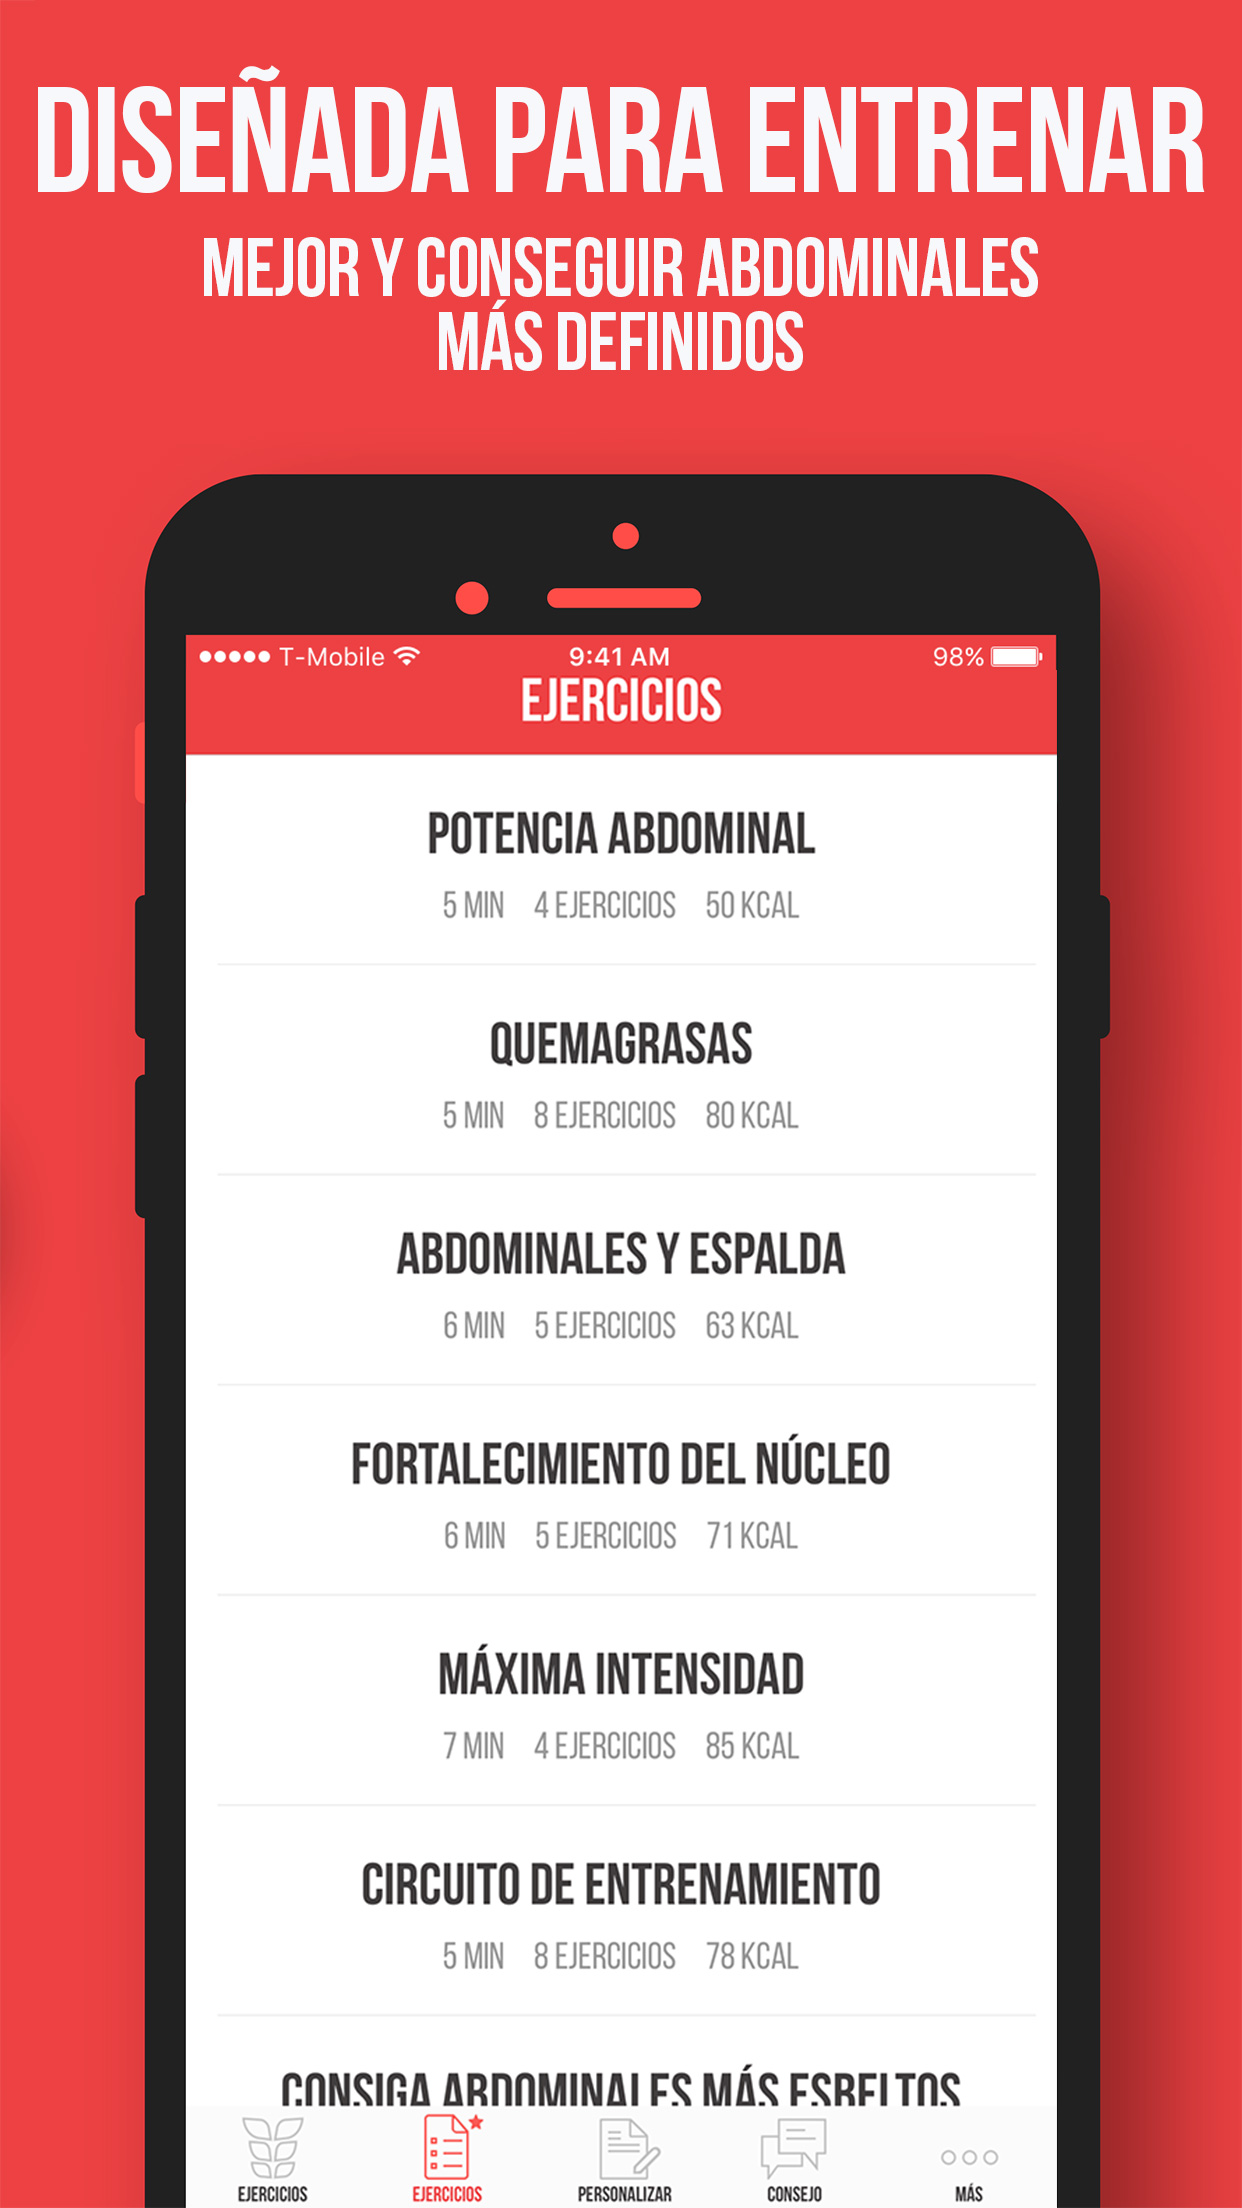 DISEÑADA PARA ENTRENAR
MEJOR Y CONSEGUIR ABDOMINALES
MÁS DEFINIDOS
T-Mobile 9:41 AM 98%
EJERCICIOS
POTENCIA ABDOMINAL
5 MIN 4 EJERCICIOS 50 KCAL
QUEMAGRASAS
5 MIN 8 EJERCICIOS 80 KCAL
ABDOMINALES Y ESPALDA
6 MIN 5 EJERCICIOS 63 KCAL
FORTALECIMIENTO DEL NÚCLEO
6 MIN 5 EJERCICIOS 71 KCAL
MÁXIMA INTENSIDAD
7 MIN 4 EJERCICIOS 85 KCAL
CIRCUITO DE ENTRENAMIENTO
5 MIN 8 EJERCICIOS 78 KCAL
CONSIGA ABDOMINALES MÁS ESBELTOS
EJERCICIOS EJERCICIOS PERSONALIZAR CONSEJO MÁS